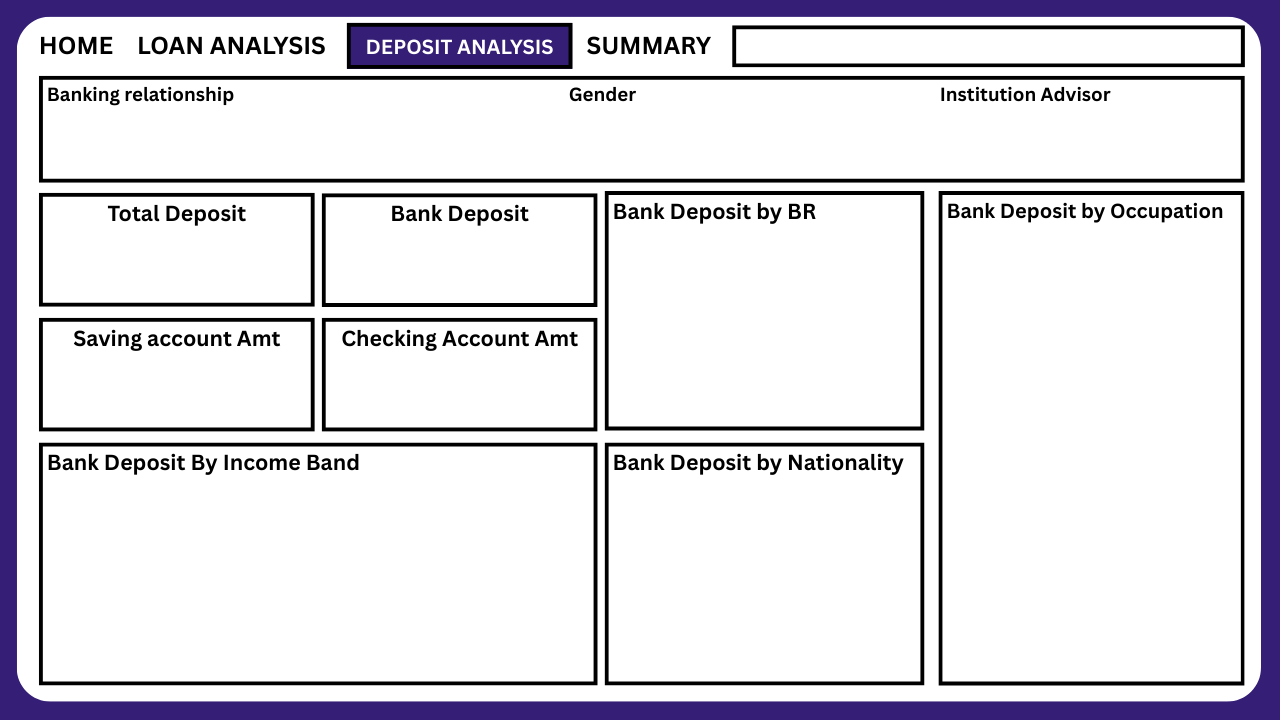 HOME LOAN ANALYSIS DEPOSIT ANALYSIS SUMMARY
Banking relationship Gender Institution Advisor
Total Deposit Bank Deposit Bank Deposit by BR Bank Deposit by Occupation
Saving account Amt Checking Account Amt
Bank Deposit By Income Band Bank Deposit by Nationality